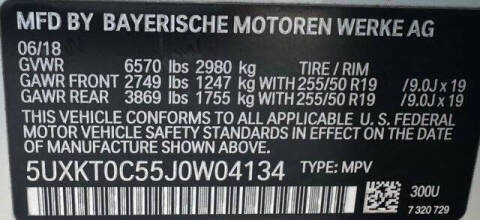 MFD BY BAYERISCHE MOTOREN WERKE AG
06/18
GVWR 6570 lbs 2980 kg TIRE / RIM
GAWR FRONT 2749 lbs 1247 kg WITH 255/50 R19 /9.0J x 19
GAWR REAR 3869 lbs 1755 kg WITH 255/50 R19 /9.0J x 19
THIS VEHICLE CONFORMS TO ALL APPLICABLE U.S. FEDERAL
MOTOR VEHICLE SAFETY STANDARDS IN EFFECT ON THE DATE
OF MANUFACTURE SHOWN ABOVE.
5UXKT0C55J0W04134 TYPE: MPV
300U
7 320 729